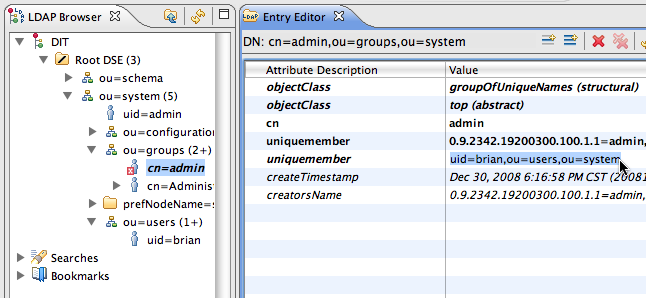 LDAP Browser
DIT
Root DSE (3)
ou=schema
ou=system (5)
uid=admin
ou=configuration
ou=groups (2+)
cn=admin
cn=Adminis
prefNodeName=s
ou=users (1+)
uid=brian
Searches
Bookmarks
LDAP Entry Editor
DN: cn=admin,ou=groups,ou=system
Attribute Description Value
objectClass groupOfUniqueNames (structural)
objectClass top (abstract)
cn admin
uniquemember 0.9.2342.19200300.100.1.1=admin,
uniquemember uid=brian,ou=users,ou=system
createTimestamp Dec 30, 2008 6:16:58 PM CST (20081
creatorsName 0.9.2342.19200300.100.1.1=admin,